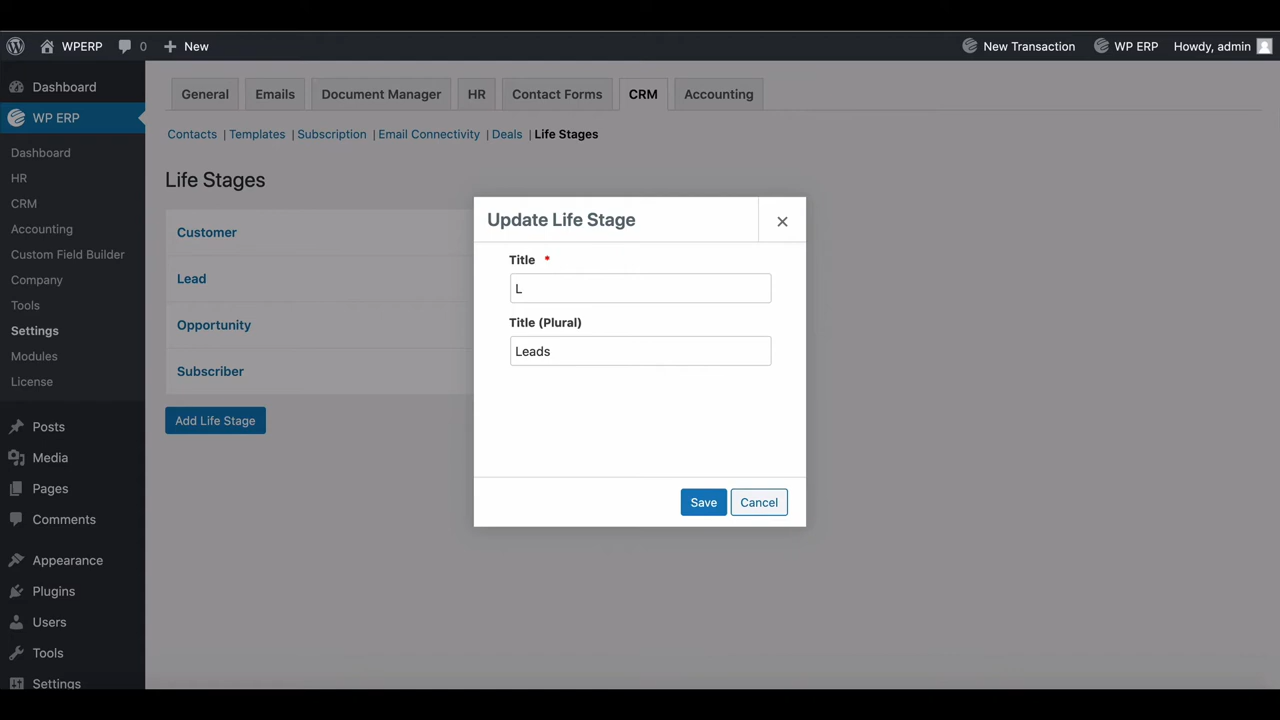 WPERP 0 New New Transaction WP ERP Howdy, admin
Dashboard
WP ERP
Dashboard
HR
CRM
Accounting
Custom Field Builder
Company
Tools
Settings
Modules
License
Posts
Media
Pages
Comments
Appearance
Plugins
Users
Tools
Settings
General Emails Document Manager HR Contact Forms CRM Accounting
Contacts | Templates | Subscription | Email Connectivity | Deals | Life Stages
Life Stages
Customer
Lead
Opportunity
Subscriber
Add Life Stage
Update Life Stage ×
Title *
L
Title (Plural)
Leads
Save Cancel